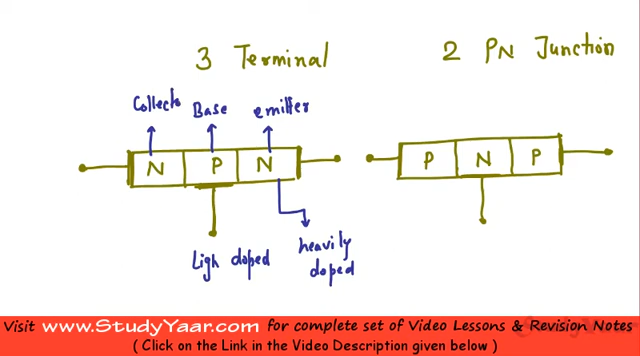 3 Terminal
2 PN Junction
Collecto Base emitter
N P N
P N P
Ligh doped
heavily
doped
Visit www.StudyYaar.com for complete set of Video Lessons & Revision Notes
( Click on the Link in the Video Description given below )